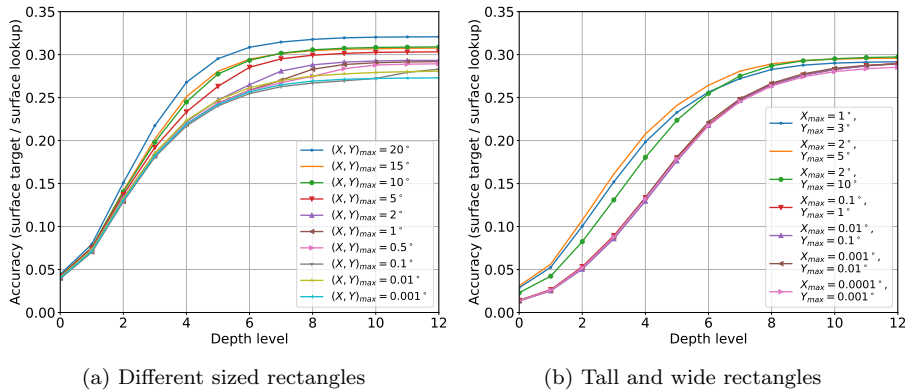 Accuracy (surface target / surface lookup)
0.35
0.30
0.25
0.20
0.15
0.10
0.05
0.00
0 2 4 6 8 10 12
Depth level
(X, Y)max = 20°
(X, Y)max = 15°
(X, Y)max = 10°
(X, Y)max = 5°
(X, Y)max = 2°
(X, Y)max = 1°
(X, Y)max = 0.5°
(X, Y)max = 0.1°
(X, Y)max = 0.01°
(X, Y)max = 0.001°
(a) Different sized rectangles
Accuracy (surface target / surface lookup)
0.35
0.30
0.25
0.20
0.15
0.10
0.05
0.00
0 2 4 6 8 10 12
Depth level
Xmax = 1°,
Ymax = 3°
Xmax = 2°,
Ymax = 5°
Xmax = 2°,
Ymax = 10°
Xmax = 0.1°,
Ymax = 1°
Xmax = 0.01°,
Ymax = 0.1°
Xmax = 0.001°,
Ymax = 0.01°
Xmax = 0.0001°,
Ymax = 0.001°
(b) Tall and wide rectangles